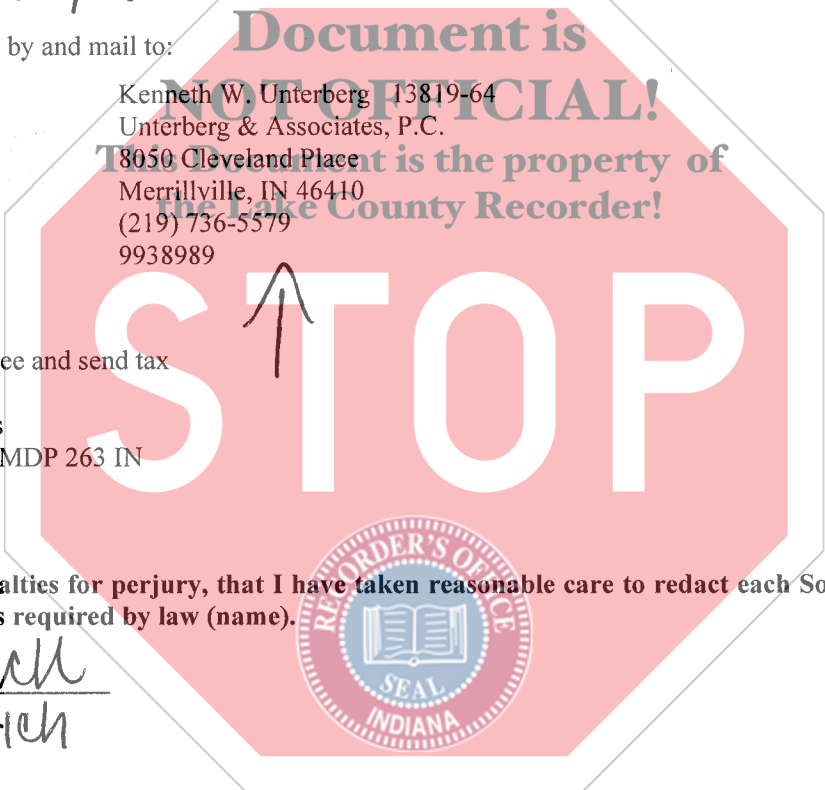 Document is
by and mail to:
NOT OFFICIAL!
Kenneth W. Unterberg 13819-64
Unterberg & Associates, P.C.
This Document is the property of
8050 Cleveland Place
Merrillville, IN 46410
the Lake County Recorder!
(219) 736-5579
9938989
STOP
ee and send tax
s
MDP 263 IN
RECORDER'S OFFICE
alties for perjury, that I have taken reasonable care to redact each So
s required by law (name).
SEAL
INDIANA